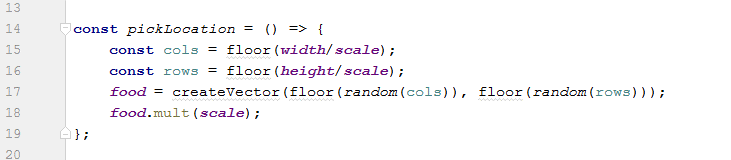 13
14 const pickLocation = () => {
15 const cols = floor(width/scale);
16 const rows = floor(height/scale);
17 food = createVector(floor(random(cols)), floor(random(rows)));
18 food.mult(scale);
19 };
20